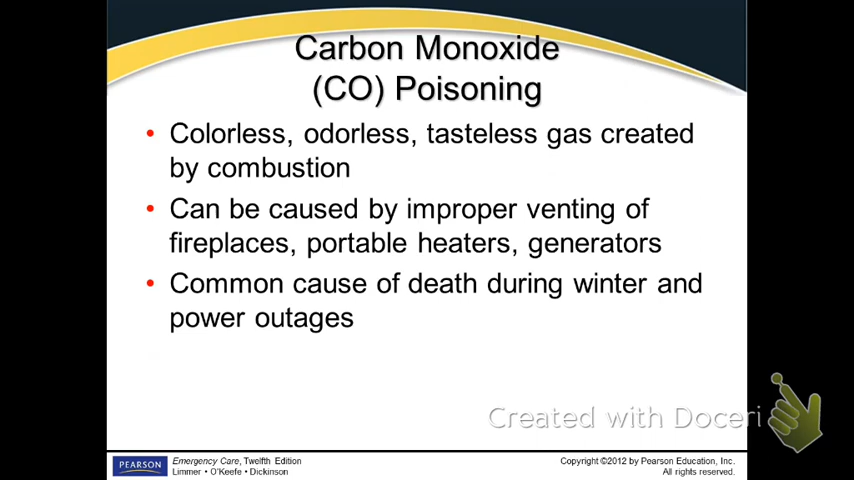 Carbon Monoxide
(CO) Poisoning
• Colorless, odorless, tasteless gas created
by combustion
• Can be caused by improper venting of
fireplaces, portable heaters, generators
• Common cause of death during winter and
power outages
Created with Doceri
PEARSON
Emergency Care, Twelfth Edition
Limmer • O'Keefe • Dickinson
Copyright ©2012 by Pearson Education, Inc.
All rights reserved.